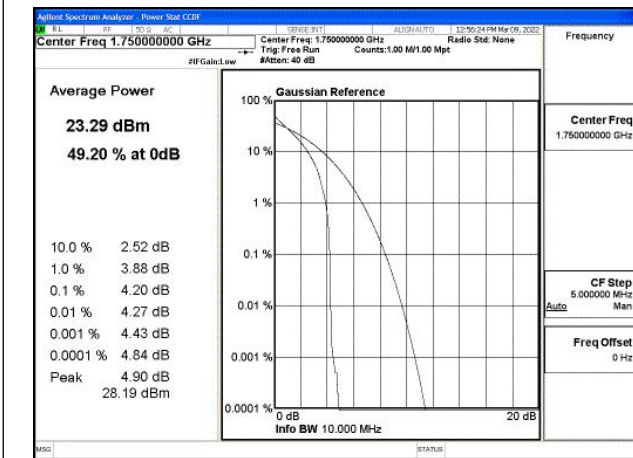 Agilent Spectrum Analyzer - Power Stat CCDF
RL RF 50 Ω AC SENSE:INT ALIGNAUTO 12:56:24 PM Mar 09, 2022
Center Freq 1.750000000 GHz
Center Freq: 1.750000000 GHz Radio Std: None
Trig: Free Run Counts:1.00 M/1.00 Mpt
#IFGain:Low #Atten: 40 dB
Frequency
Average Power
23.29 dBm
49.20 % at 0dB
10.0 % 2.52 dB
1.0 % 3.88 dB
0.1 % 4.20 dB
0.01 % 4.27 dB
0.001 % 4.43 dB
0.0001 % 4.84 dB
Peak 4.90 dB
28.19 dBm
Gaussian Reference
100 %
10 %
1 %
0.1 %
0.01 %
0.001 %
0.0001 %
0 dB 20 dB
Info BW 10.000 MHz
Center Freq
1.750000000 GHz
CF Step
5.000000 MHz
Auto Man
Freq Offset
0 Hz
MSG STATUS